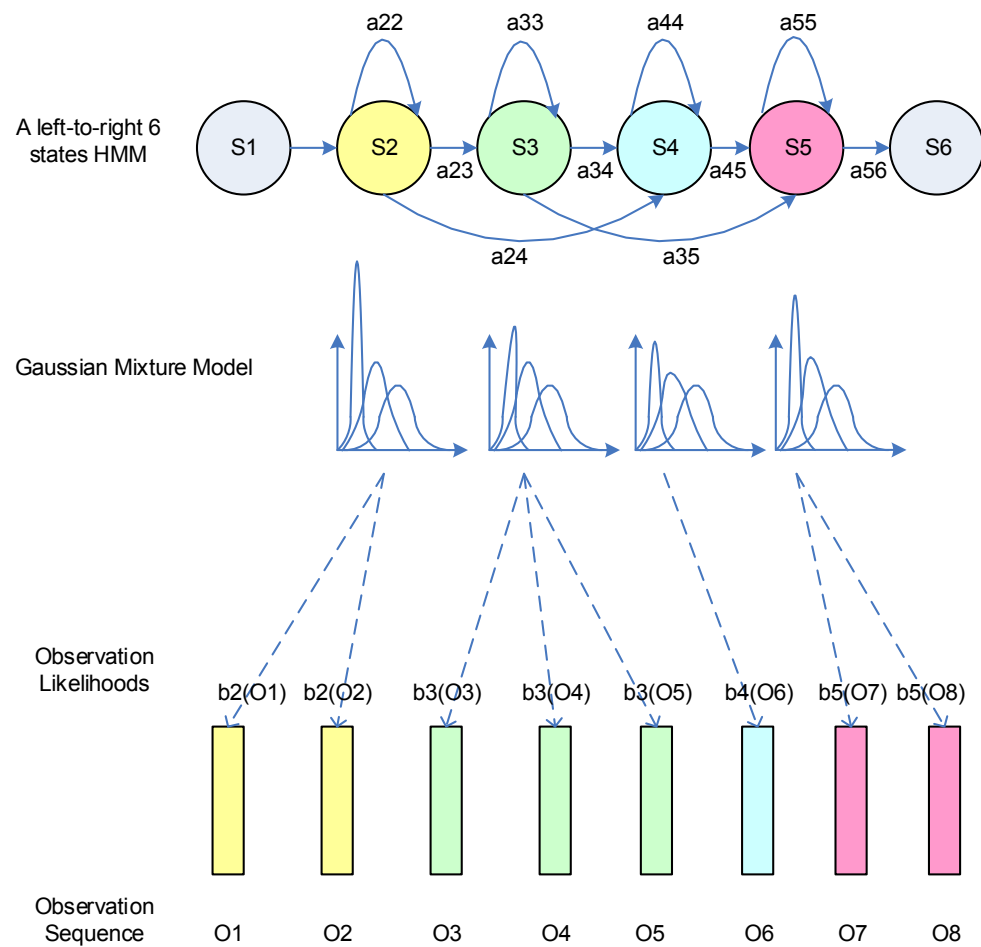 a22 a33 a44 a55
A left-to-right 6
states HMM
S1 S2 S3 S4 S5 S6
a23 a34 a45 a56
a24 a35
Gaussian Mixture Model
Observation
Likelihoods
b2(O1) b2(O2) b3(O3) b3(O4) b3(O5) b4(O6) b5(O7) b5(O8)
Observation
Sequence
O1 O2 O3 O4 O5 O6 O7 O8